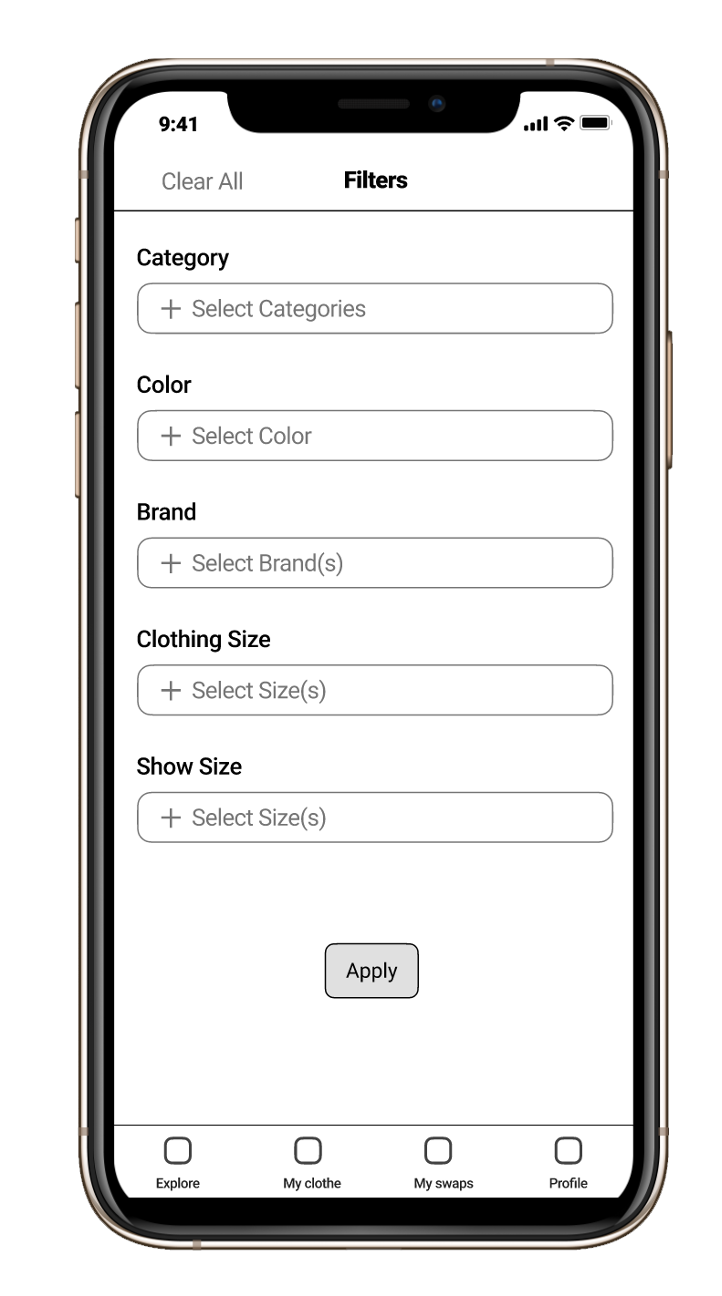 9:41
Clear All Filters
Category
+ Select Categories
Color
+ Select Color
Brand
+ Select Brand(s)
Clothing Size
+ Select Size(s)
Show Size
+ Select Size(s)
Apply
Explore My clothe My swaps Profile